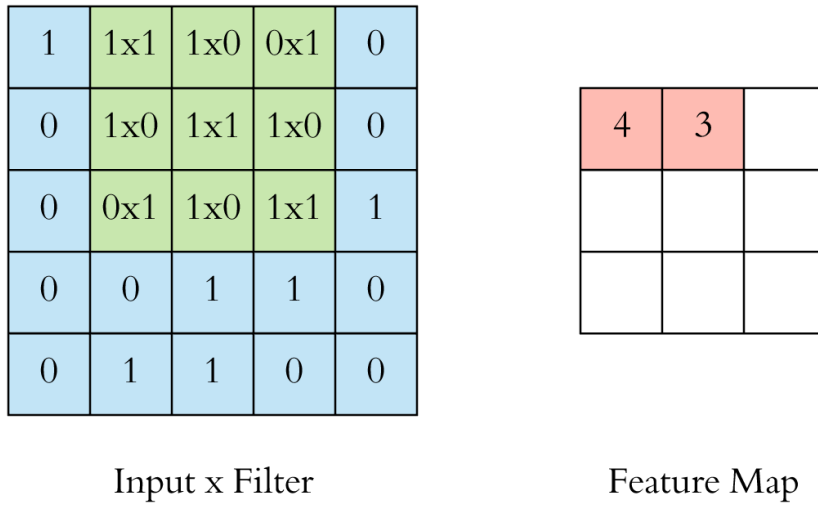 1 1x1 1x0 0x1 0
0 1x0 1x1 1x0 0
4 3
0 0x1 1x0 1x1 1
0 0 1 1 0
0 1 1 0 0
Input x Filter
Feature Map